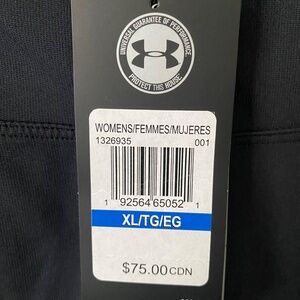 UNIVERSAL GUARANTEE OF PERFORMANCE
PROTECT THIS HOUSE
WOMENS/FEMMES/MUJERES
1326935 001
1 92564 65052 1
XL/TG/EG
$75.00CDN